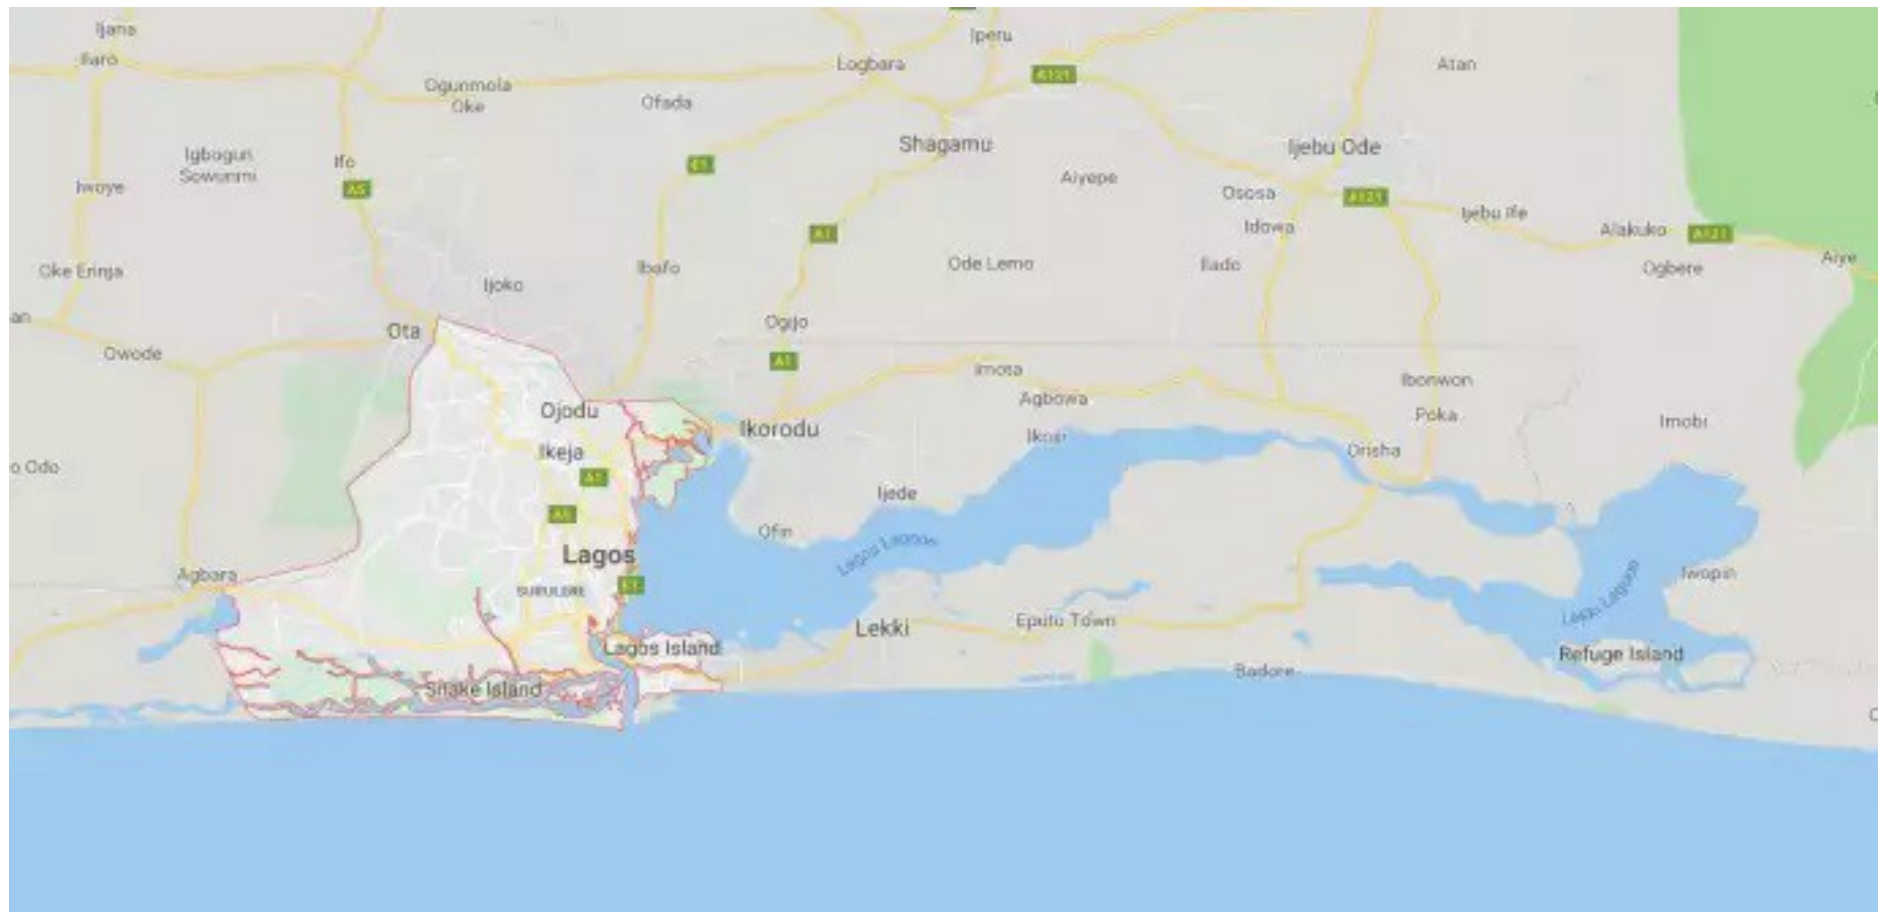 Ijana
Ilaro
Iperu
Logbara
A121
Atan
Ogunmola
Oke
Ofada
Shagamu
Ijebu Ode
Igbogun
Sowunmi
Ifo
E1
Iwoye
A5
Aiyepe
Ososa
A121
Ijebu Ife
Idowa
A1
Alakuko
A121
Oke Erinja
Ijoko
Ibafo
Ode Lemo
Ilado
Ogbere
Aiye
an
Ota
Ogijo
Owode
A1
Imota
Ibonwon
Agbowa
Ojodu
Poka
Imobi
Ikorodu
Ikosi
Ikeja
Orisha
o Odo
A1
Ijede
A5
Ofin
Lagos
Lagos Lagoon
Agbara
SURULERE
E1
Iwopin
Lekki Lagoon
Eputu Town
Lekki
Lagos Island
Refuge Island
Badore
Snake Island